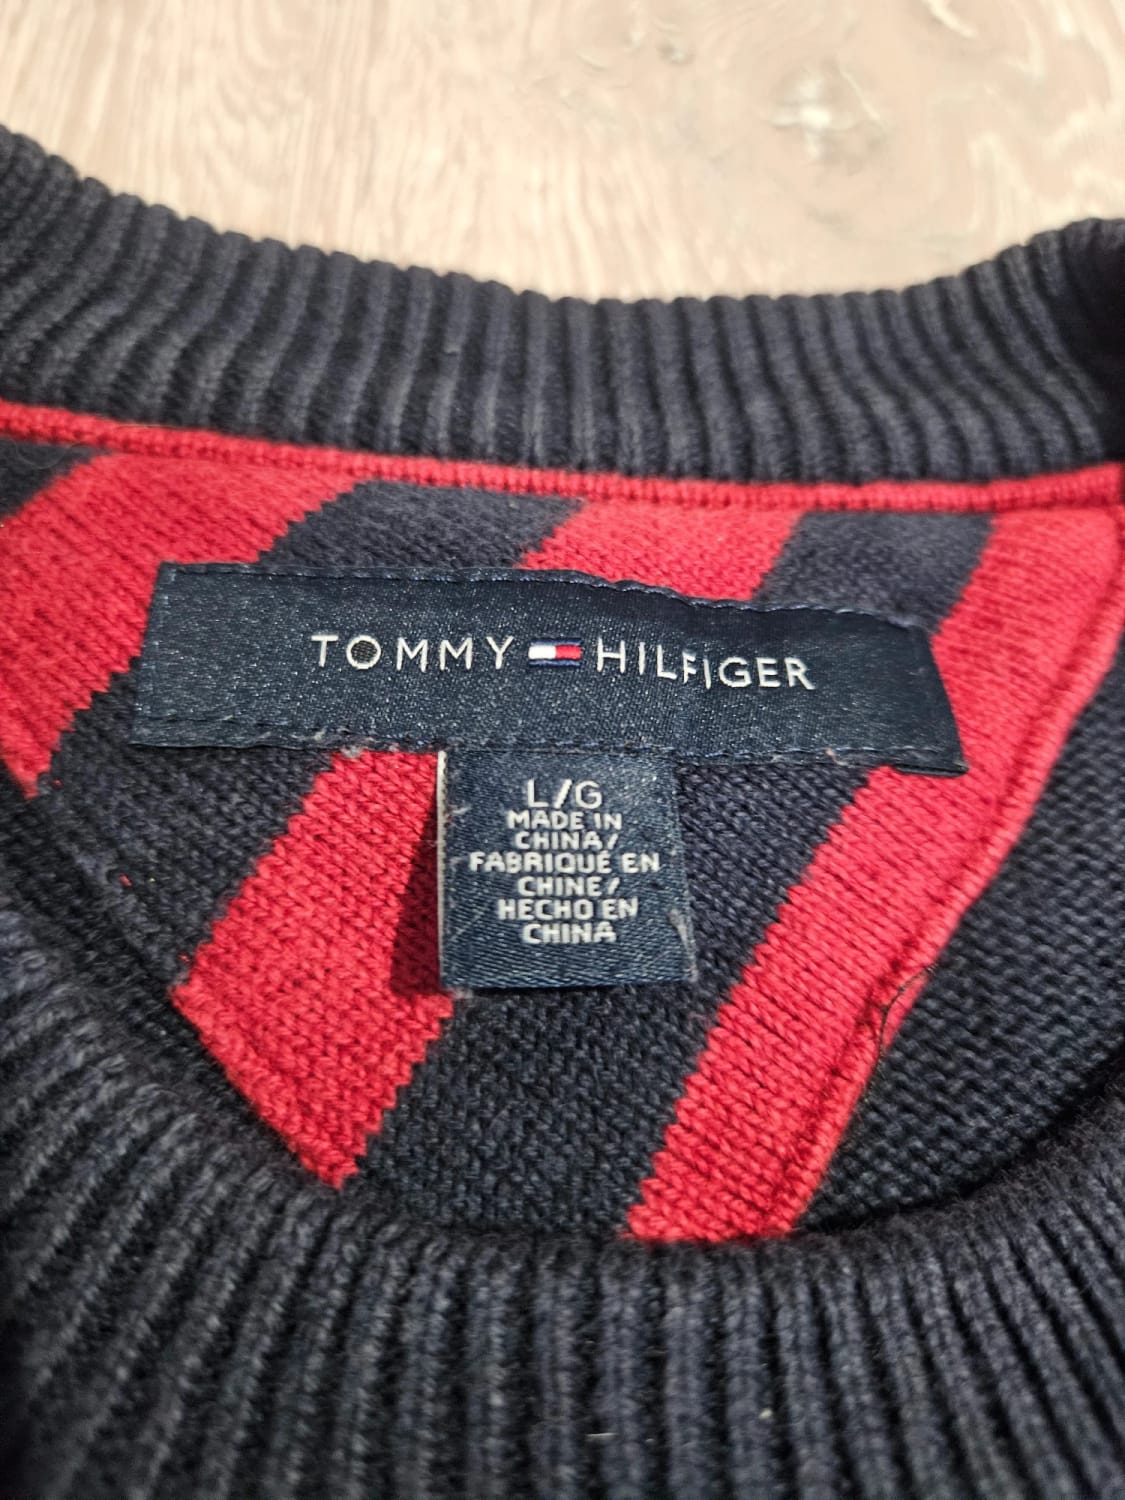 TOMMY HILFIGER
L/G
MADE IN
CHINA/
FABRIQUÉ EN
CHINE/
HECHO EN
CHINA